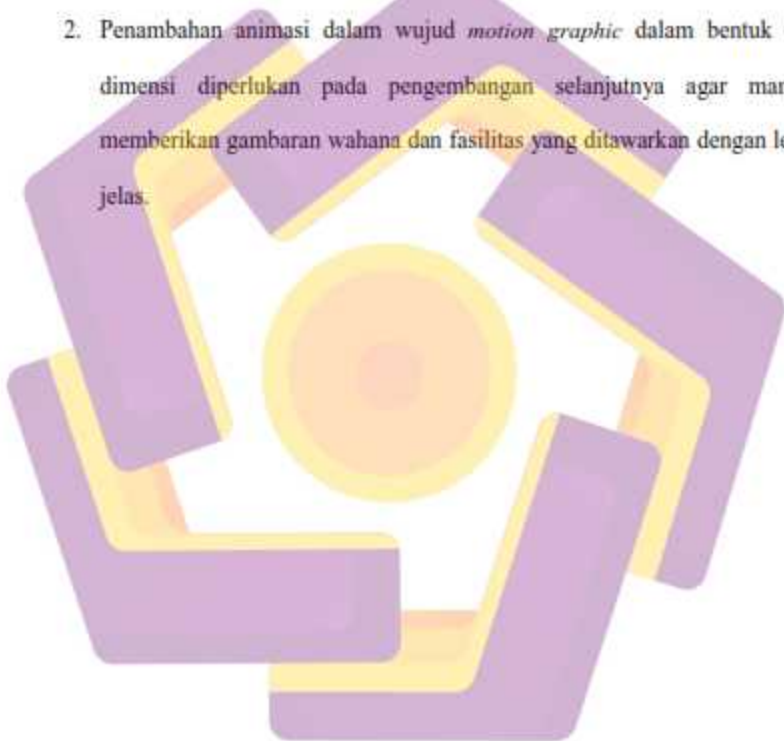 2. Penambahan animasi dalam wujud motion graphic dalam bentuk
dimensi diperlukan pada pengembangan selanjutnya agar
memberikan gambaran wahana dan fasilitas yang ditawarkan dengan
jelas.